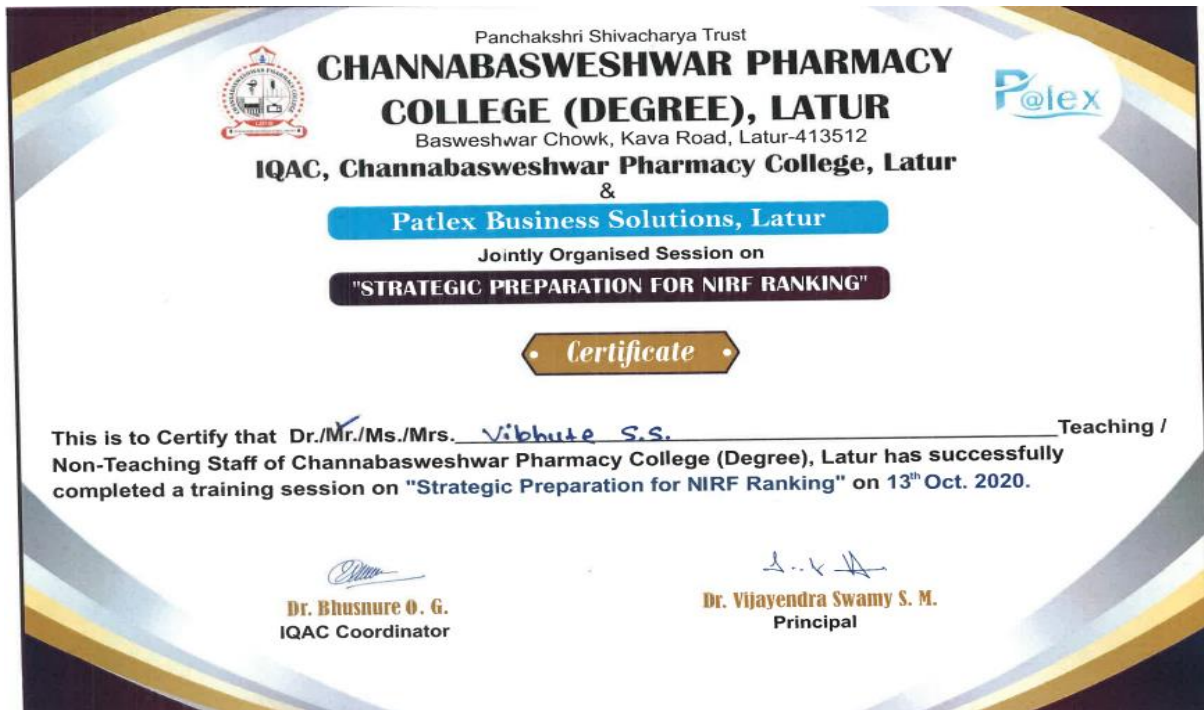 Panchakshri Shivacharya Trust
CHANNABASWESHWAR PHARMACY
COLLEGE (DEGREE), LATUR
Basweshwar Chowk, Kava Road, Latur-413512
IQAC, Channabasweshwar Pharmacy College, Latur
&
Patlex Business Solutions, Latur
Jointly Organised Session on
"STRATEGIC PREPARATION FOR NIRF RANKING"
P@lex
Certificate
This is to Certify that Dr./Mr./Ms./Mrs. Vibhute S.S. Teaching /
Non-Teaching Staff of Channabasweshwar Pharmacy College (Degree), Latur has successfully
completed a training session on "Strategic Preparation for NIRF Ranking" on 13th Oct. 2020.
Dr. Bhusnure O. G.
IQAC Coordinator
Dr. Vijayendra Swamy S. M.
Principal